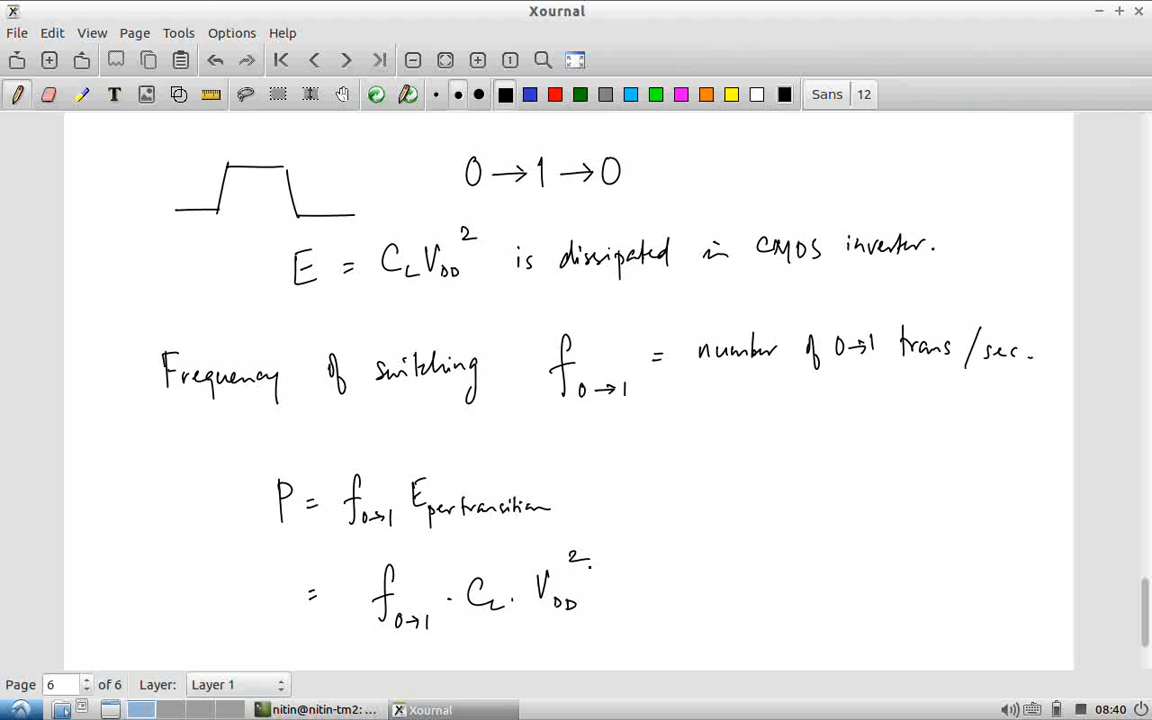 Xournal
File Edit View Page Tools Options Help
Sans 12
0 → 1 → 0
E = C_L V_DD^2 is dissipated in CMOS inverter.
Frequency of switching f_0→1 = number of 0→1 trans/sec.
P = f_0→1 E_per transition
= f_0→1 . C_L . V_DD^2.
Page 6 of 6 Layer: Layer 1
nitin@nitin-tm2: ... Xournal 08:40